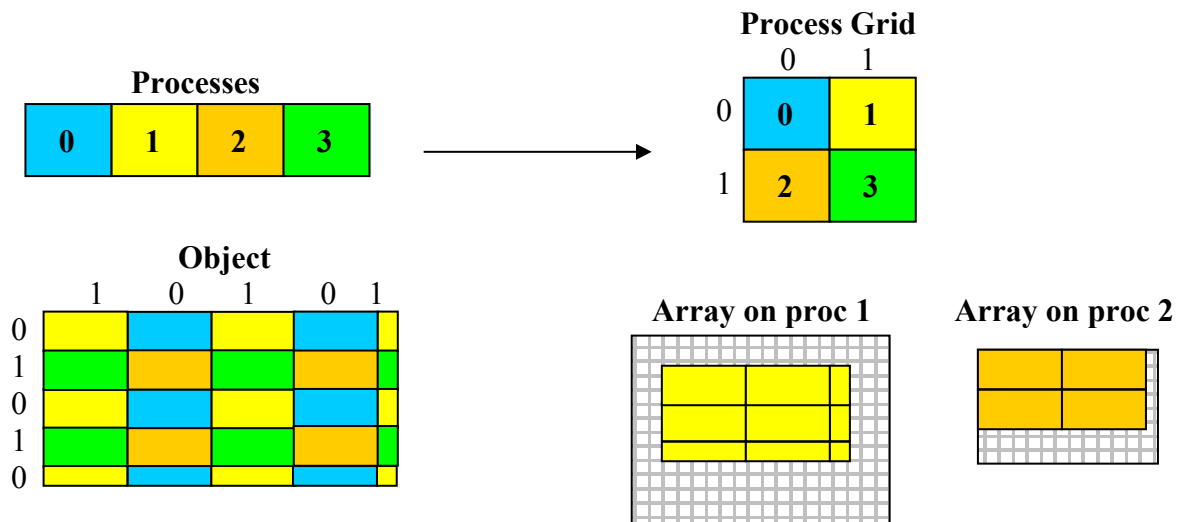 Process Grid
0 1
Processes
0 1 2 3
0 0 1
1 2 3
Object
1 0 1 0 1
0
1
0
1
0
Array on proc 1
Array on proc 2